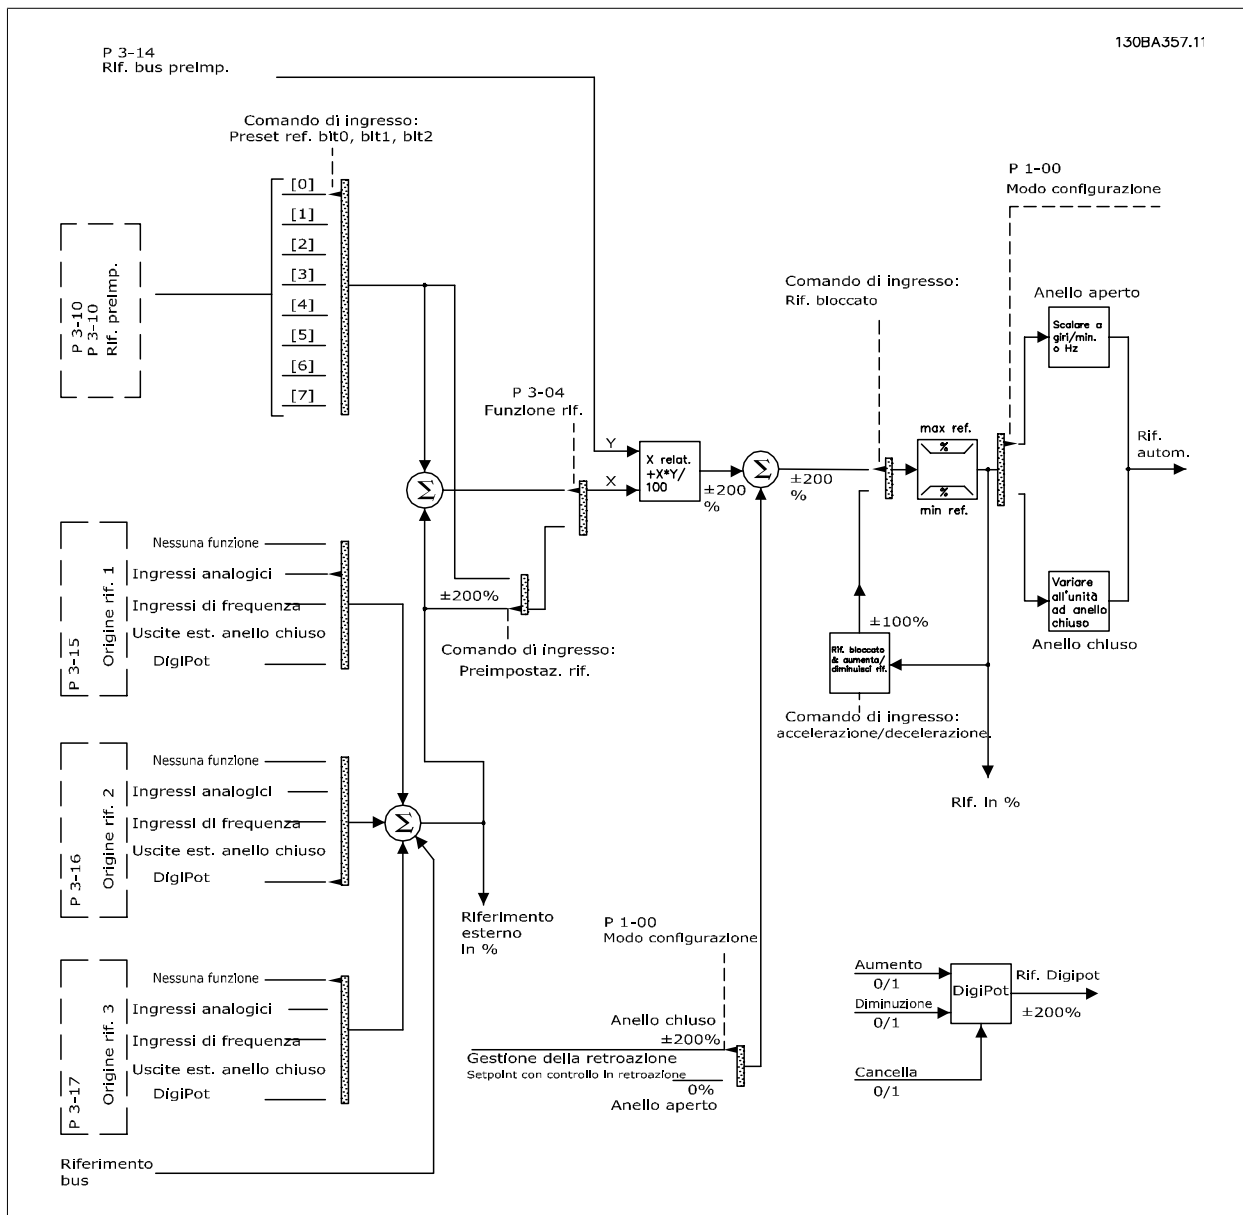 130BA357.11
P 3-14
Rif. bus preimp.
Comando di ingresso:
Preset ref. bit0, bit1, bit2
[0]
[1]
[2]
[3]
[4]
[5]
[6]
[7]
P 3-10
P 3-10
Rif. preimp.
P 1-00
Modo configurazione
Comando di ingresso:
Rif. bloccato
Anello aperto
Scalare a
giri/min.
o Hz
P 3-04
Funzione rif.
Y
X
X relat.
+X*Y/
100
±200
%
Σ
±200
%
max ref.
%
%
min ref.
Rif.
autom.
Σ
P 3-15
Origine rif. 1
Nessuna funzione
Ingressi analogici
Ingressi di frequenza
Uscite est. anello chiuso
DigiPot
±200%
Comando di ingresso:
Preimpostaz. rif.
±100%
Rif. bloccato
& aumenta/
diminuisci rif.
Comando di ingresso:
accelerazione/decelerazione.
Variare
all'unità
ad anello
chiuso
Anello chiuso
Rif. in %
P 3-16
Origine rif. 2
Nessuna funzione
Ingressi analogici
Ingressi di frequenza
Uscite est. anello chiuso
DigiPot
Σ
Riferimento
esterno
in %
P 3-17
Origine rif. 3
Nessuna funzione
Ingressi analogici
Ingressi di frequenza
Uscite est. anello chiuso
DigiPot
Riferimento
bus
P 1-00
Modo configurazione
Anello chiuso
±200%
Gestione della retroazione
Setpoint con controllo in retroazione
0%
Anello aperto
Aumento
0/1
Diminuzione
0/1
Cancella
0/1
DigiPot
Rif. Digipot
±200%